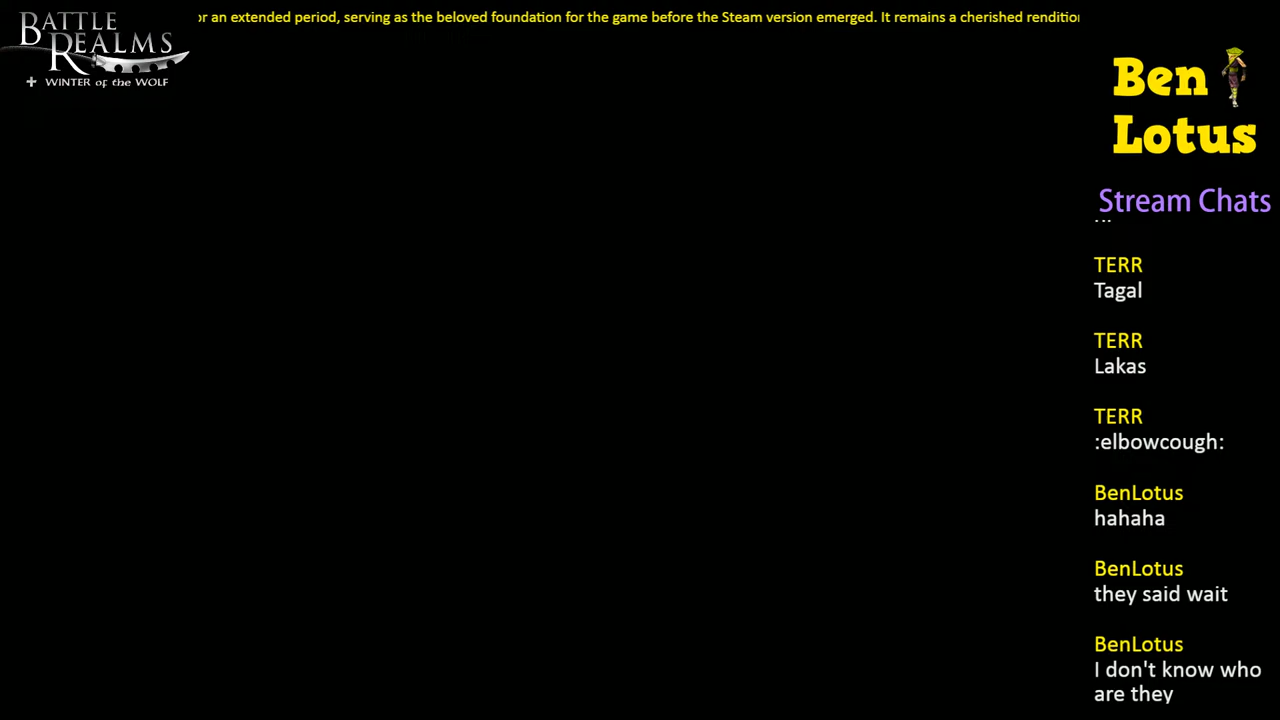 BATTLE
REALMS
+ WINTER of the WOLF
or an extended period, serving as the beloved foundation for the game before the Steam version emerged. It remains a cherished rendition
Ben
Lotus
Stream Chats
...
TERR
Tagal
TERR
Lakas
TERR
:elbowcough:
BenLotus
hahaha
BenLotus
they said wait
BenLotus
I don't know who
are they